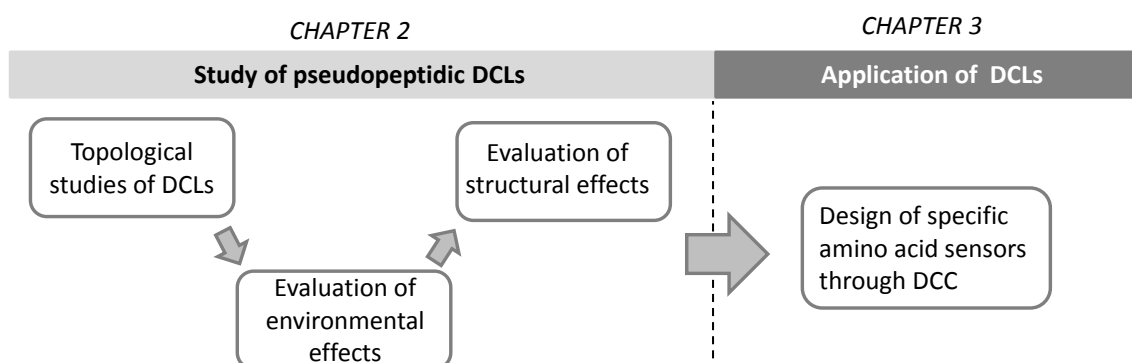 CHAPTER 2
CHAPTER 3
Study of pseudopeptidic DCLs
Application of DCLs
Topological
studies of DCLs
Evaluation of
environmental
effects
Evaluation of
structural effects
Design of specific
amino acid sensors
through DCC